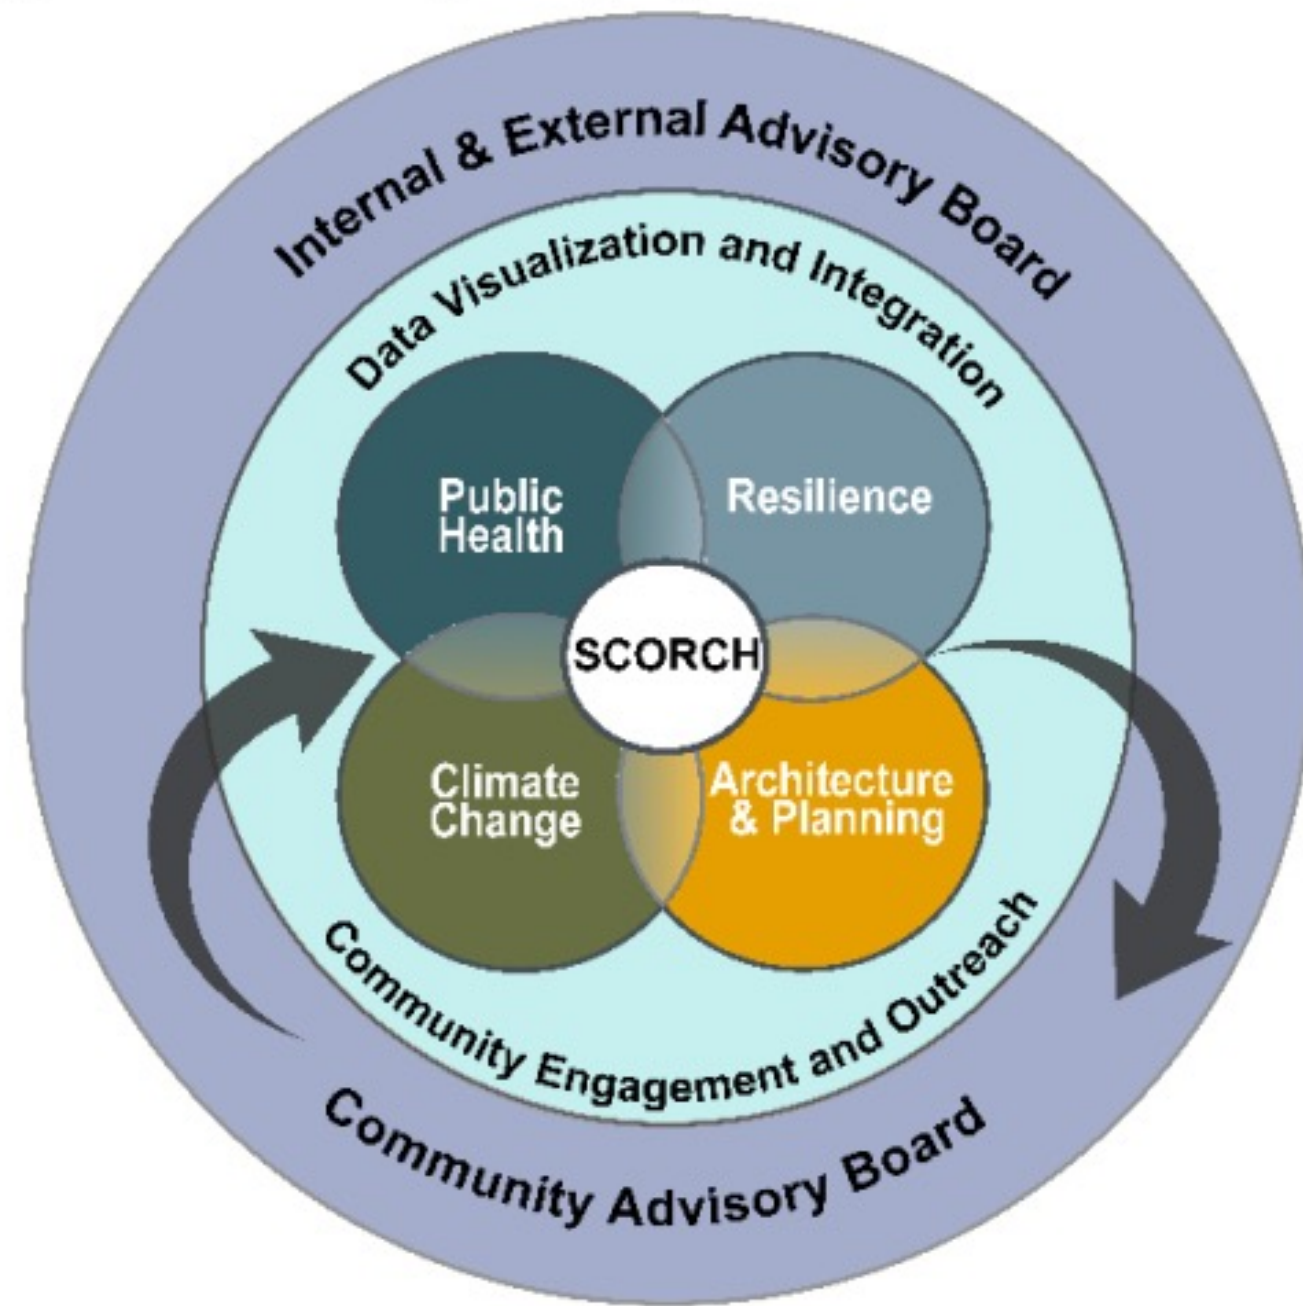 Internal & External Advisory Board
Data Visualization and Integration
Public
Health
Resilience
SCORCH
Climate
Change
Architecture
& Planning
Community Engagement and Outreach
Community Advisory Board